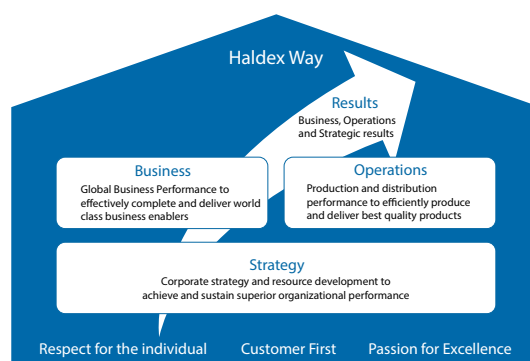 Haldex Way
Results
Business, Operations
and Strategic results
Business
Global Business Performance to
effectively complete and deliver world
class business enablers
Operations
Production and distribution
performance to efficiently produce
and deliver best quality products
Strategy
Corporate strategy and resource development to
achieve and sustain superior organizational performance
Respect for the individual
Customer First
Passion for Excellence